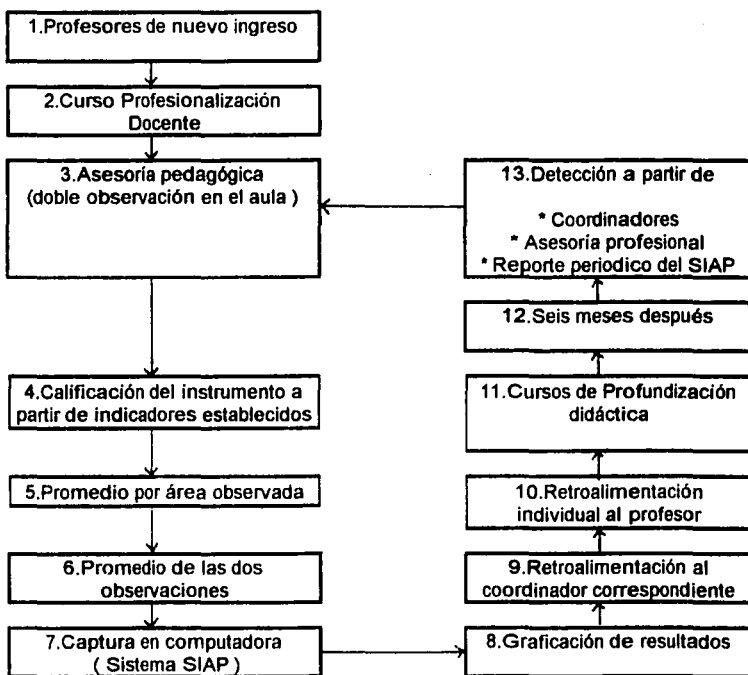 1.Profesores de nuevo ingreso
2.Curso Profesionalización
Docente
3.Asesoría pedagógica
(doble observación en el aula )
4.Calificación del instrumento a
partir de indicadores establecidos
5.Promedio por área observada
6.Promedio de las dos
observaciones
7.Captura en computadora
( Sistema SIAP )
8.Graficación de resultados
9.Retroalimentación al
coordinador correspondiente
10.Retroalimentación
individual al profesor
11.Cursos de Profundización
didáctica
12.Seis meses después
13.Detección a partir de
* Coordinadores
* Asesoría profesional
* Reporte periodico del SIAP